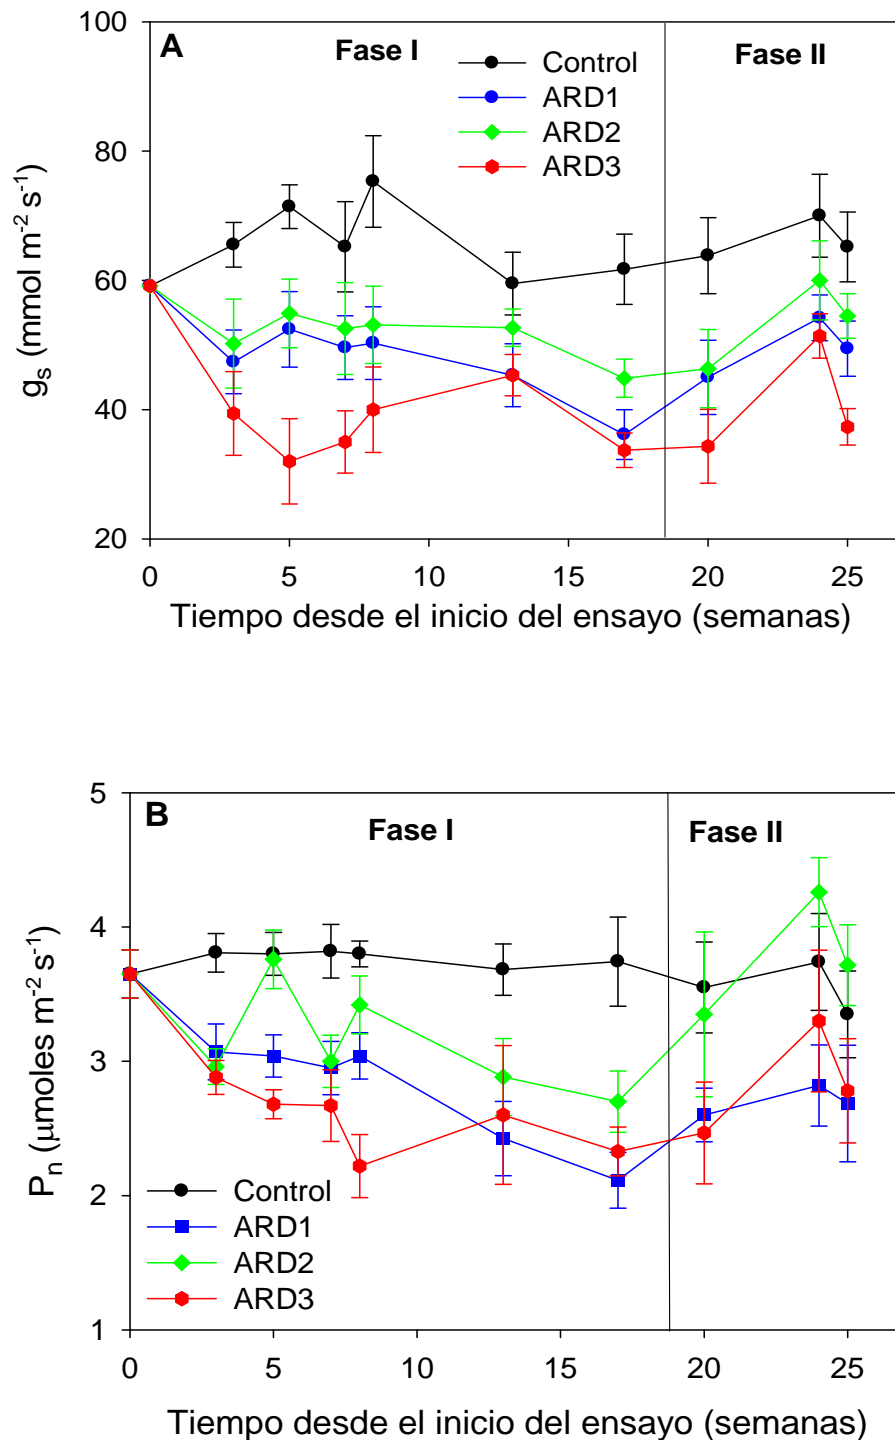 100
A
Fase I
Fase II
Control
ARD1
ARD2
ARD3
80
60
40
20
gs (mmol m-2 s-1)
0 5 10 15 20 25
Tiempo desde el inicio del ensayo (semanas)
5
B
Fase I
Fase II
4
3
2
1
Pn (µmoles m-2 s-1)
Control
ARD1
ARD2
ARD3
0 5 10 15 20 25
Tiempo desde el inicio del ensayo (semanas)